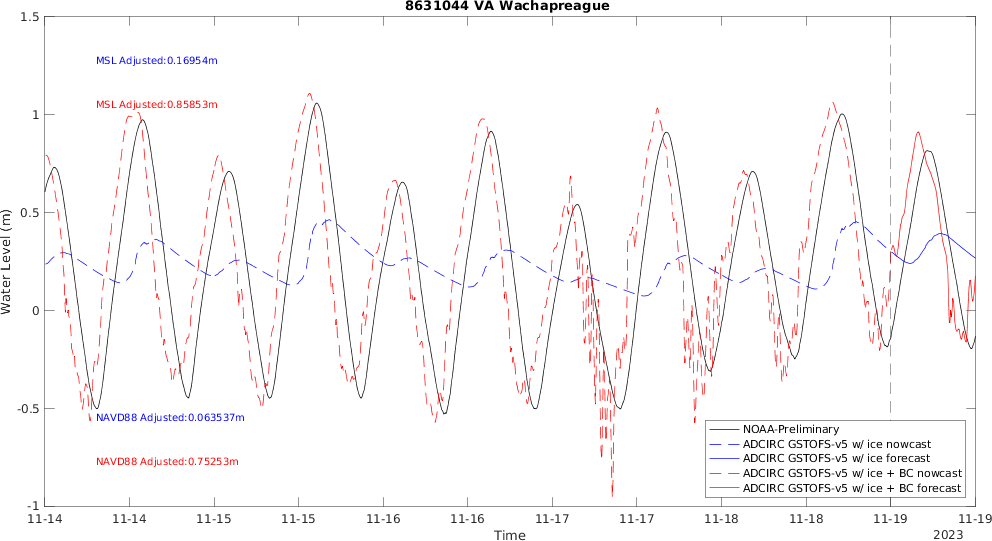 8631044 VA Wachapreague
1.5
1
0.5
0
-0.5
-1
Water Level (m)
MSL Adjusted:0.16954m
MSL Adjusted:0.85853m
NAVD88 Adjusted:0.063537m
NAVD88 Adjusted:0.75253m
NOAA-Preliminary
ADCIRC GSTOFS-v5 w/ ice nowcast
ADCIRC GSTOFS-v5 w/ ice forecast
ADCIRC GSTOFS-v5 w/ ice + BC nowcast
ADCIRC GSTOFS-v5 w/ ice + BC forecast
11-14 11-14 11-15 11-15 11-16 11-16 11-17 11-17 11-18 11-18 11-19 11-19
Time
2023